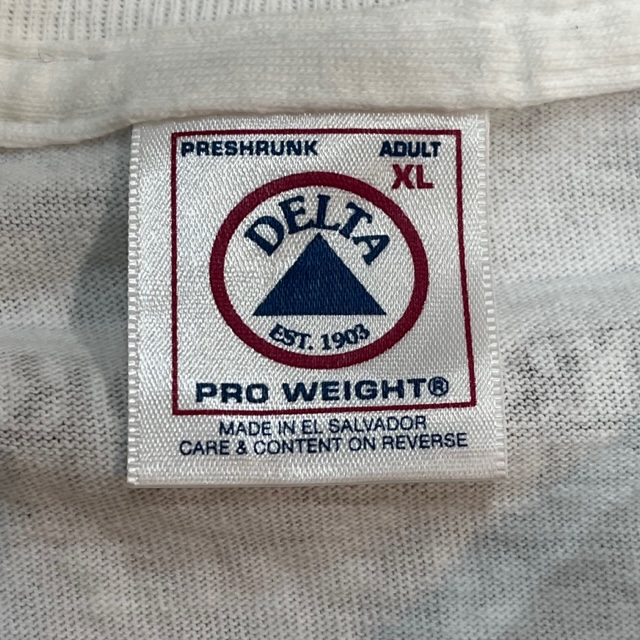 PRESHRUNK ADULT
XL
DELTA
EST. 1903
PRO WEIGHT®
MADE IN EL SALVADOR
CARE & CONTENT ON REVERSE